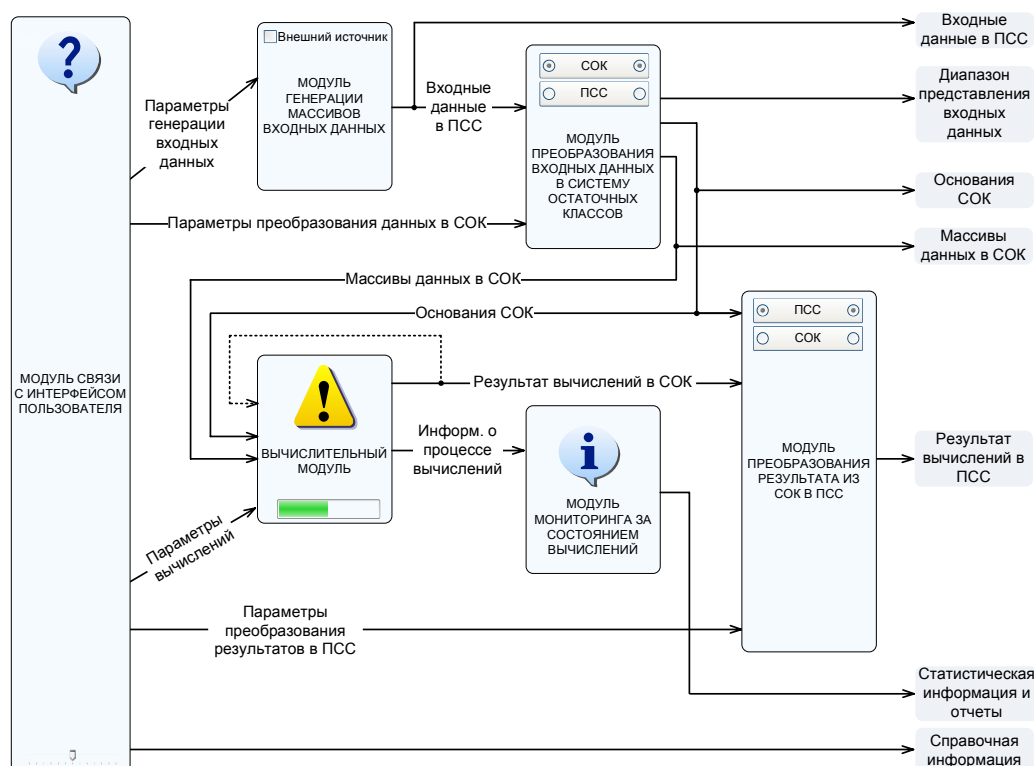 Внешний источник
МОДУЛЬ
ГЕНЕРАЦИИ
МАССИВОВ
ВХОДНЫХ ДАННЫХ
Параметры
генерации
входных
данных
Входные
данные
в ПСС
СОК
ПСС
МОДУЛЬ
ПРЕОБРАЗОВАНИЯ
ВХОДНЫХ ДАННЫХ
В СИСТЕМУ
ОСТАТОЧНЫХ
КЛАССОВ
Входные
данные в ПСС
Диапазон
представления
входных
данных
Основания
СОК
Массивы
данных в СОК
Параметры преобразования данных в СОК
Массивы данных в СОК
Основания СОК
ПСС
СОК
МОДУЛЬ
ПРЕОБРАЗОВАНИЯ
РЕЗУЛЬТАТА ИЗ
СОК В ПСС
МОДУЛЬ СВЯЗИ
С ИНТЕРФЕЙСОМ
ПОЛЬЗОВАТЕЛЯ
Результат вычислений в СОК
ВЫЧИСЛИТЕЛЬНЫЙ
МОДУЛЬ
Информ. о
процессе
вычислений
МОДУЛЬ
МОНИТОРИНГА ЗА
СОСТОЯНИЕМ
ВЫЧИСЛЕНИЙ
Результат
вычислений в
ПСС
Параметры
вычислений
Параметры
преобразования
результатов в ПСС
Статистическая
информация и
отчеты
Справочная
информация